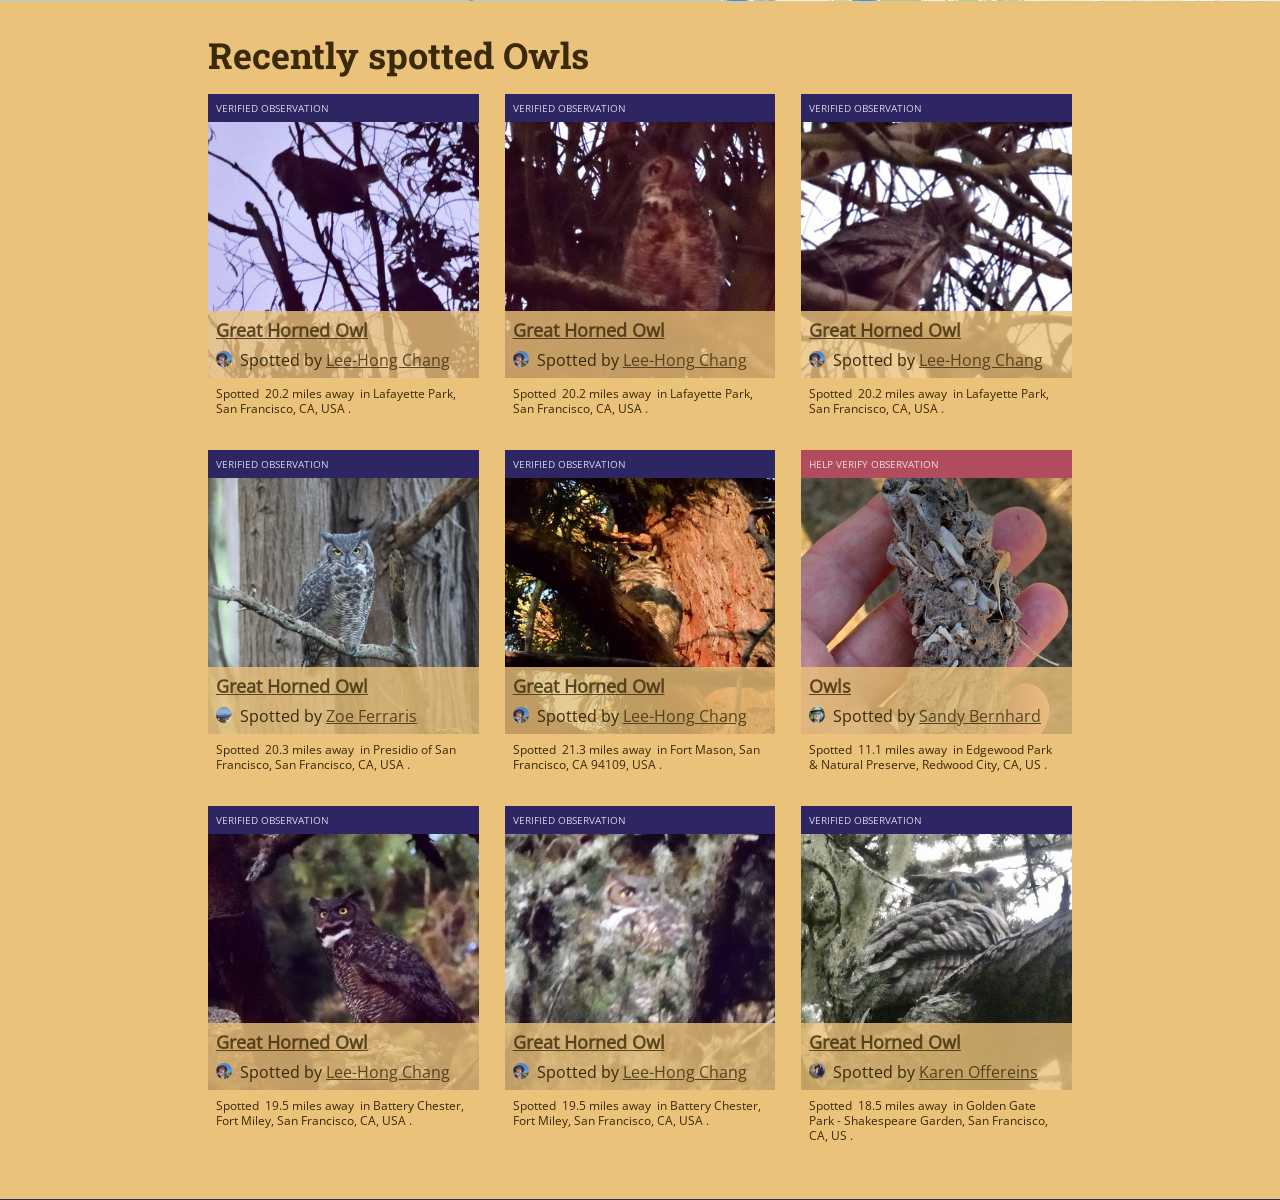 Recently spotted Owls
VERIFIED OBSERVATION
Great Horned Owl
Spotted by Lee-Hong Chang
Spotted 20.2 miles away in Lafayette Park,
San Francisco, CA, USA .
VERIFIED OBSERVATION
Great Horned Owl
Spotted by Lee-Hong Chang
Spotted 20.2 miles away in Lafayette Park,
San Francisco, CA, USA .
VERIFIED OBSERVATION
Great Horned Owl
Spotted by Lee-Hong Chang
Spotted 20.2 miles away in Lafayette Park,
San Francisco, CA, USA .
VERIFIED OBSERVATION
Great Horned Owl
Spotted by Zoe Ferraris
Spotted 20.3 miles away in Presidio of San
Francisco, San Francisco, CA, USA .
VERIFIED OBSERVATION
Great Horned Owl
Spotted by Lee-Hong Chang
Spotted 21.3 miles away in Fort Mason, San
Francisco, CA 94109, USA .
HELP VERIFY OBSERVATION
Owls
Spotted by Sandy Bernhard
Spotted 11.1 miles away in Edgewood Park
& Natural Preserve, Redwood City, CA, US .
VERIFIED OBSERVATION
Great Horned Owl
Spotted by Lee-Hong Chang
Spotted 19.5 miles away in Battery Chester,
Fort Miley, San Francisco, CA, USA .
VERIFIED OBSERVATION
Great Horned Owl
Spotted by Lee-Hong Chang
Spotted 19.5 miles away in Battery Chester,
Fort Miley, San Francisco, CA, USA .
VERIFIED OBSERVATION
Great Horned Owl
Spotted by Karen Offereins
Spotted 18.5 miles away in Golden Gate
Park - Shakespeare Garden, San Francisco,
CA, US .